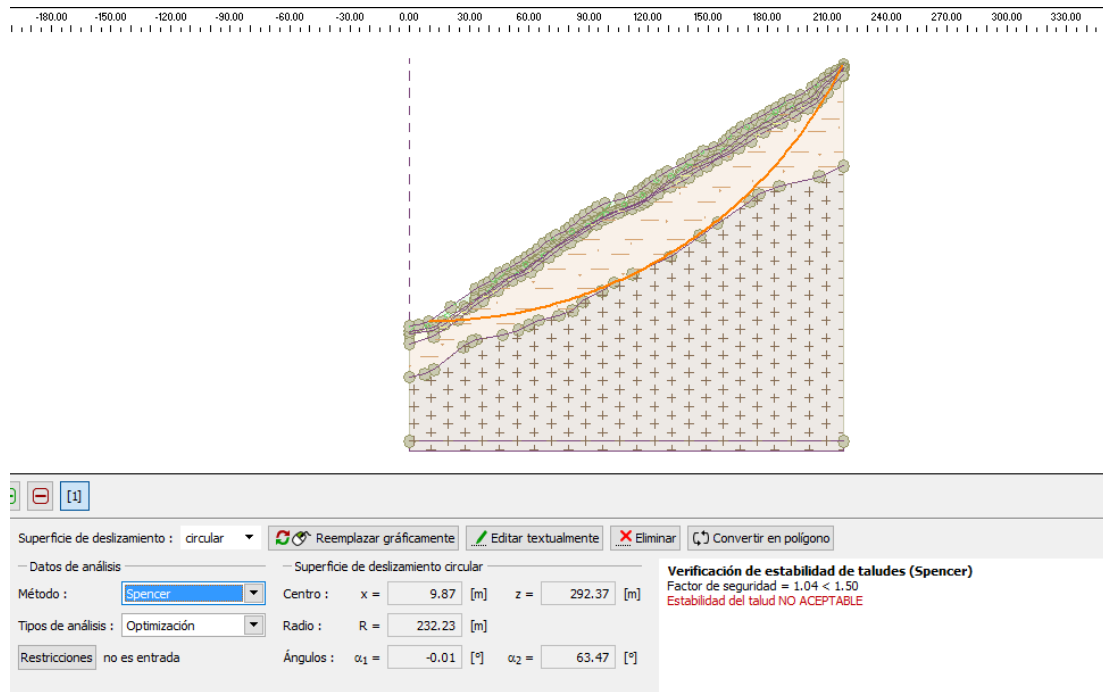 -180.00 -150.00 -120.00 -90.00 -60.00 -30.00 0.00 30.00 60.00 90.00 120.00 150.00 180.00 210.00 240.00 270.00 300.00 330.00
[1]
Superficie de deslizamiento : circular Reemplazar gráficamente Editar textualmente Eliminar Convertir en polígono
Datos de análisis Superficie de deslizamiento circular Verificación de estabilidad de taludes (Spencer)
Método : Spencer Centro : x = 9.87 [m] z = 292.37 [m] Factor de seguridad = 1.04 < 1.50
Estabilidad del talud NO ACEPTABLE
Tipos de análisis : Optimización Radio : R = 232.23 [m]
Restricciones no es entrada Ángulos : α1 = -0.01 [°] α2 = 63.47 [°]